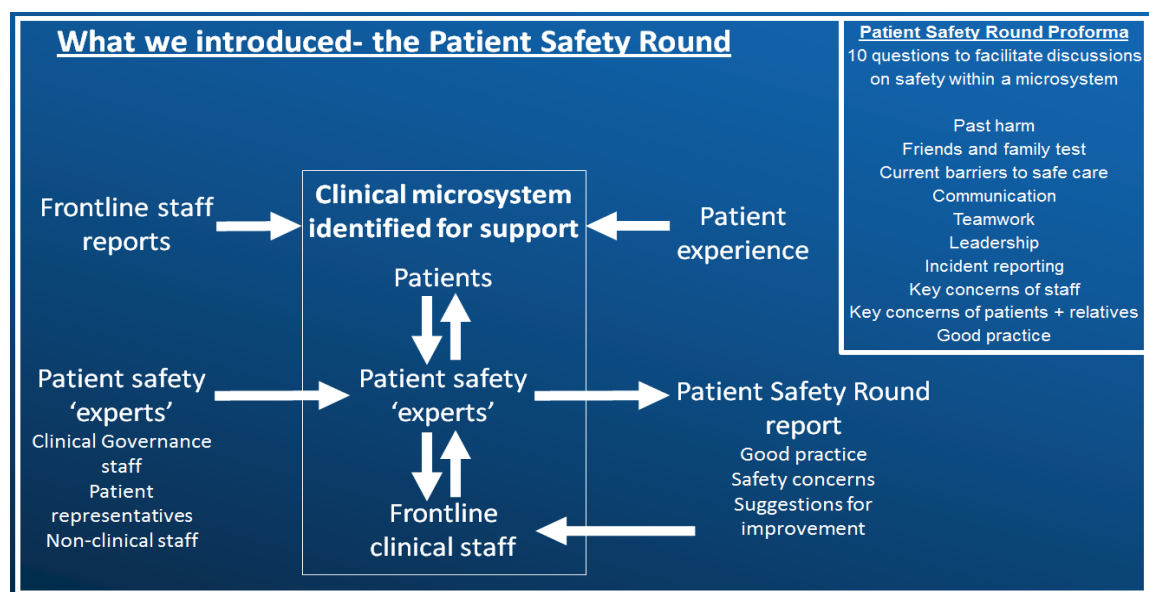 What we introduced- the Patient Safety Round
Patient Safety Round Proforma
10 questions to facilitate discussions
on safety within a microsystem
Past harm
Friends and family test
Current barriers to safe care
Communication
Teamwork
Leadership
Incident reporting
Key concerns of staff
Key concerns of patients + relatives
Good practice
Frontline staff
reports
Clinical microsystem
identified for support
Patient
experience
Patients
Patient safety
‘experts’
Clinical Governance
staff
Patient
representatives
Non-clinical staff
Patient safety
‘experts’
Frontline
clinical staff
Patient Safety Round
report
Good practice
Safety concerns
Suggestions for
improvement